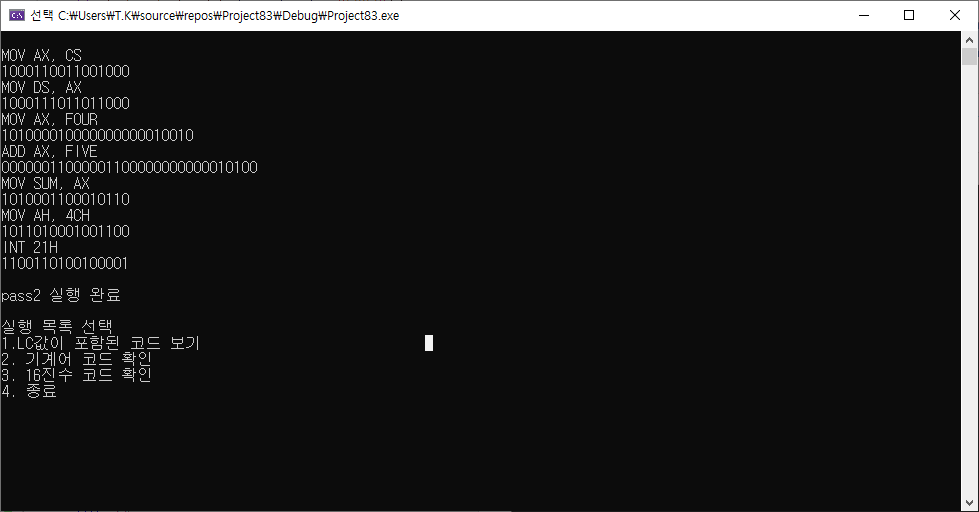 선택 C:₩Users₩T.K₩source₩repos₩Project83₩Debug₩Project83.exe
MOV AX, CS
1000110011001000
MOV DS, AX
1000111011011000
MOV AX, FOUR
101000010000000000010010
ADD AX, FIVE
00000011000001100000000000010100
MOV SUM, AX
1010001100010110
MOV AH, 4CH
1011010001001100
INT 21H
1100110100100001
pass2 실행 완료
실행 목록 선택
1.LC값이 포함된 코드 보기
2. 기계어 코드 확인
3. 16진수 코드 확인
4. 종료